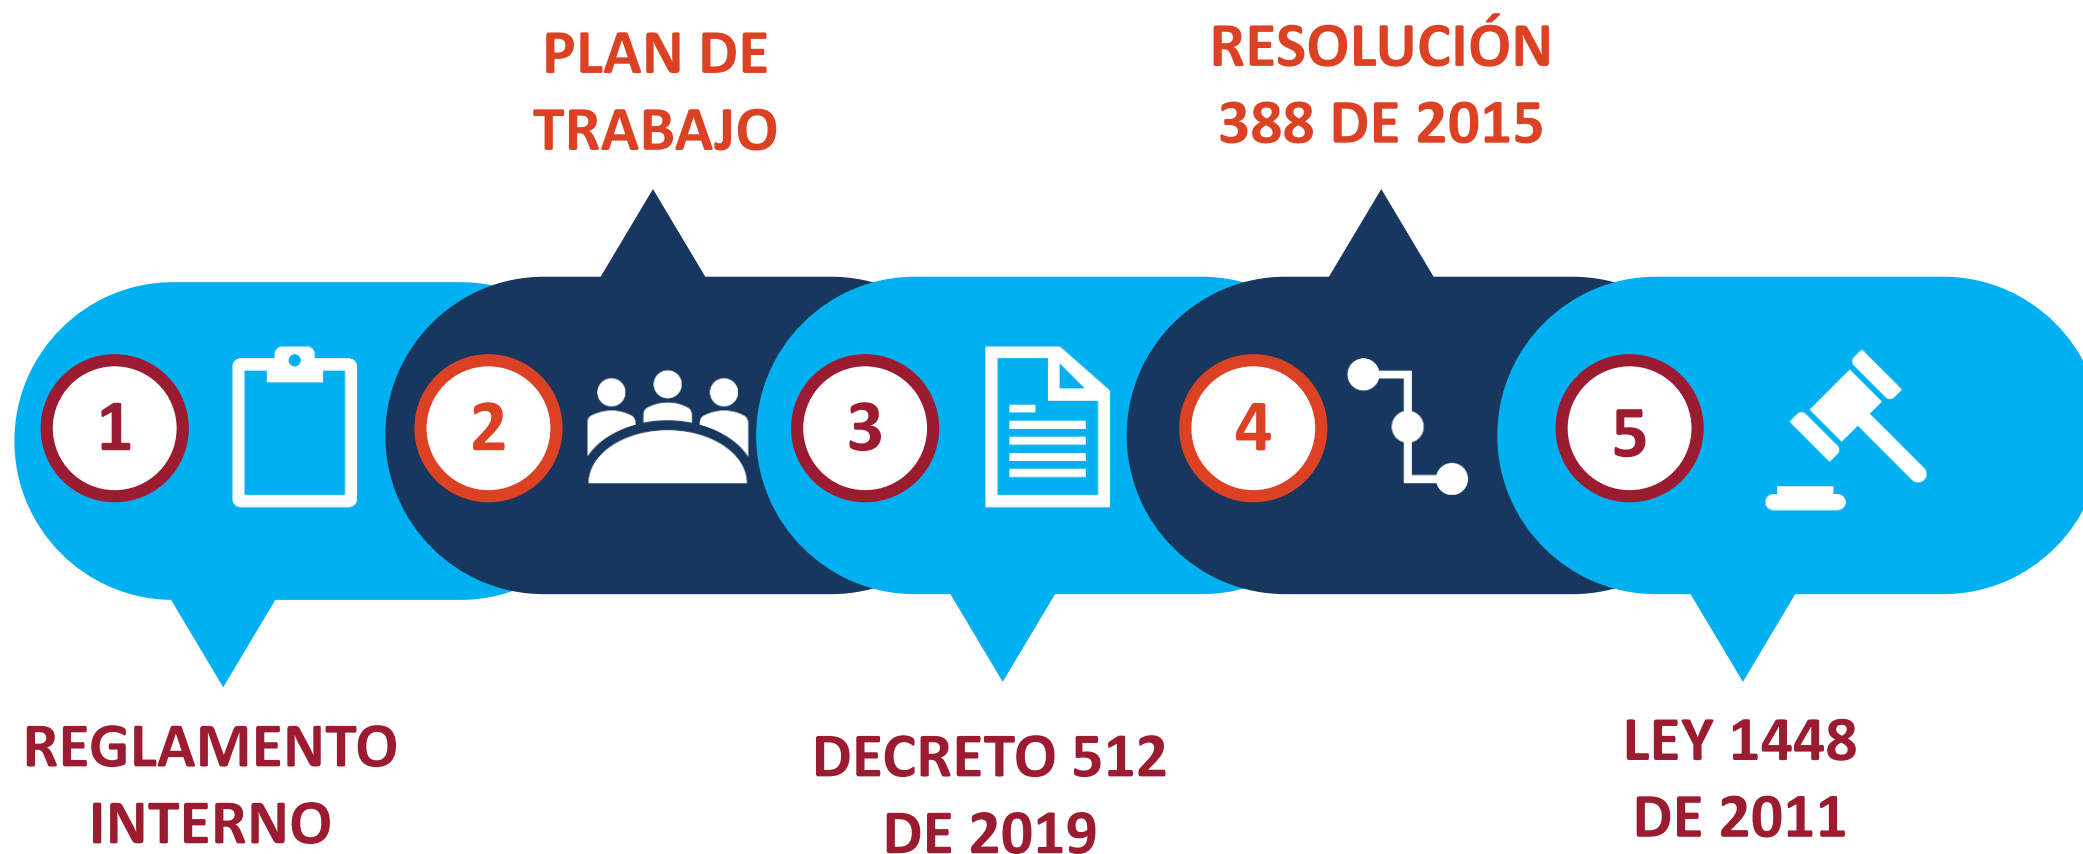 PLAN DE
TRABAJO
RESOLUCIÓN
388 DE 2015
1
2
3
4
5
REGLAMENTO
INTERNO
DECRETO 512
DE 2019
LEY 1448
DE 2011